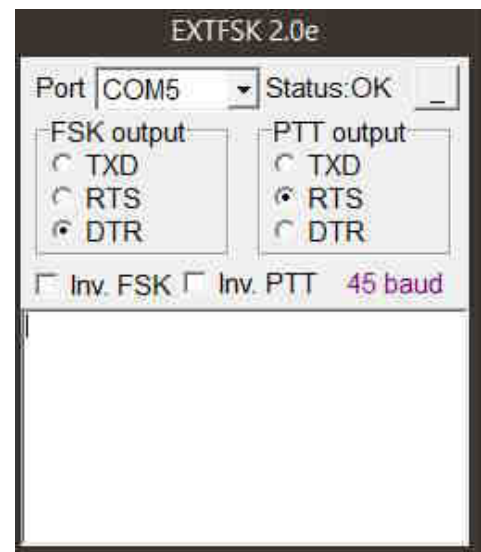 EXTFSK 2.0e
Port COM5 Status:OK _
FSK output PTT output
TXD TXD
RTS RTS
DTR DTR
Inv. FSK Inv. PTT 45 baud